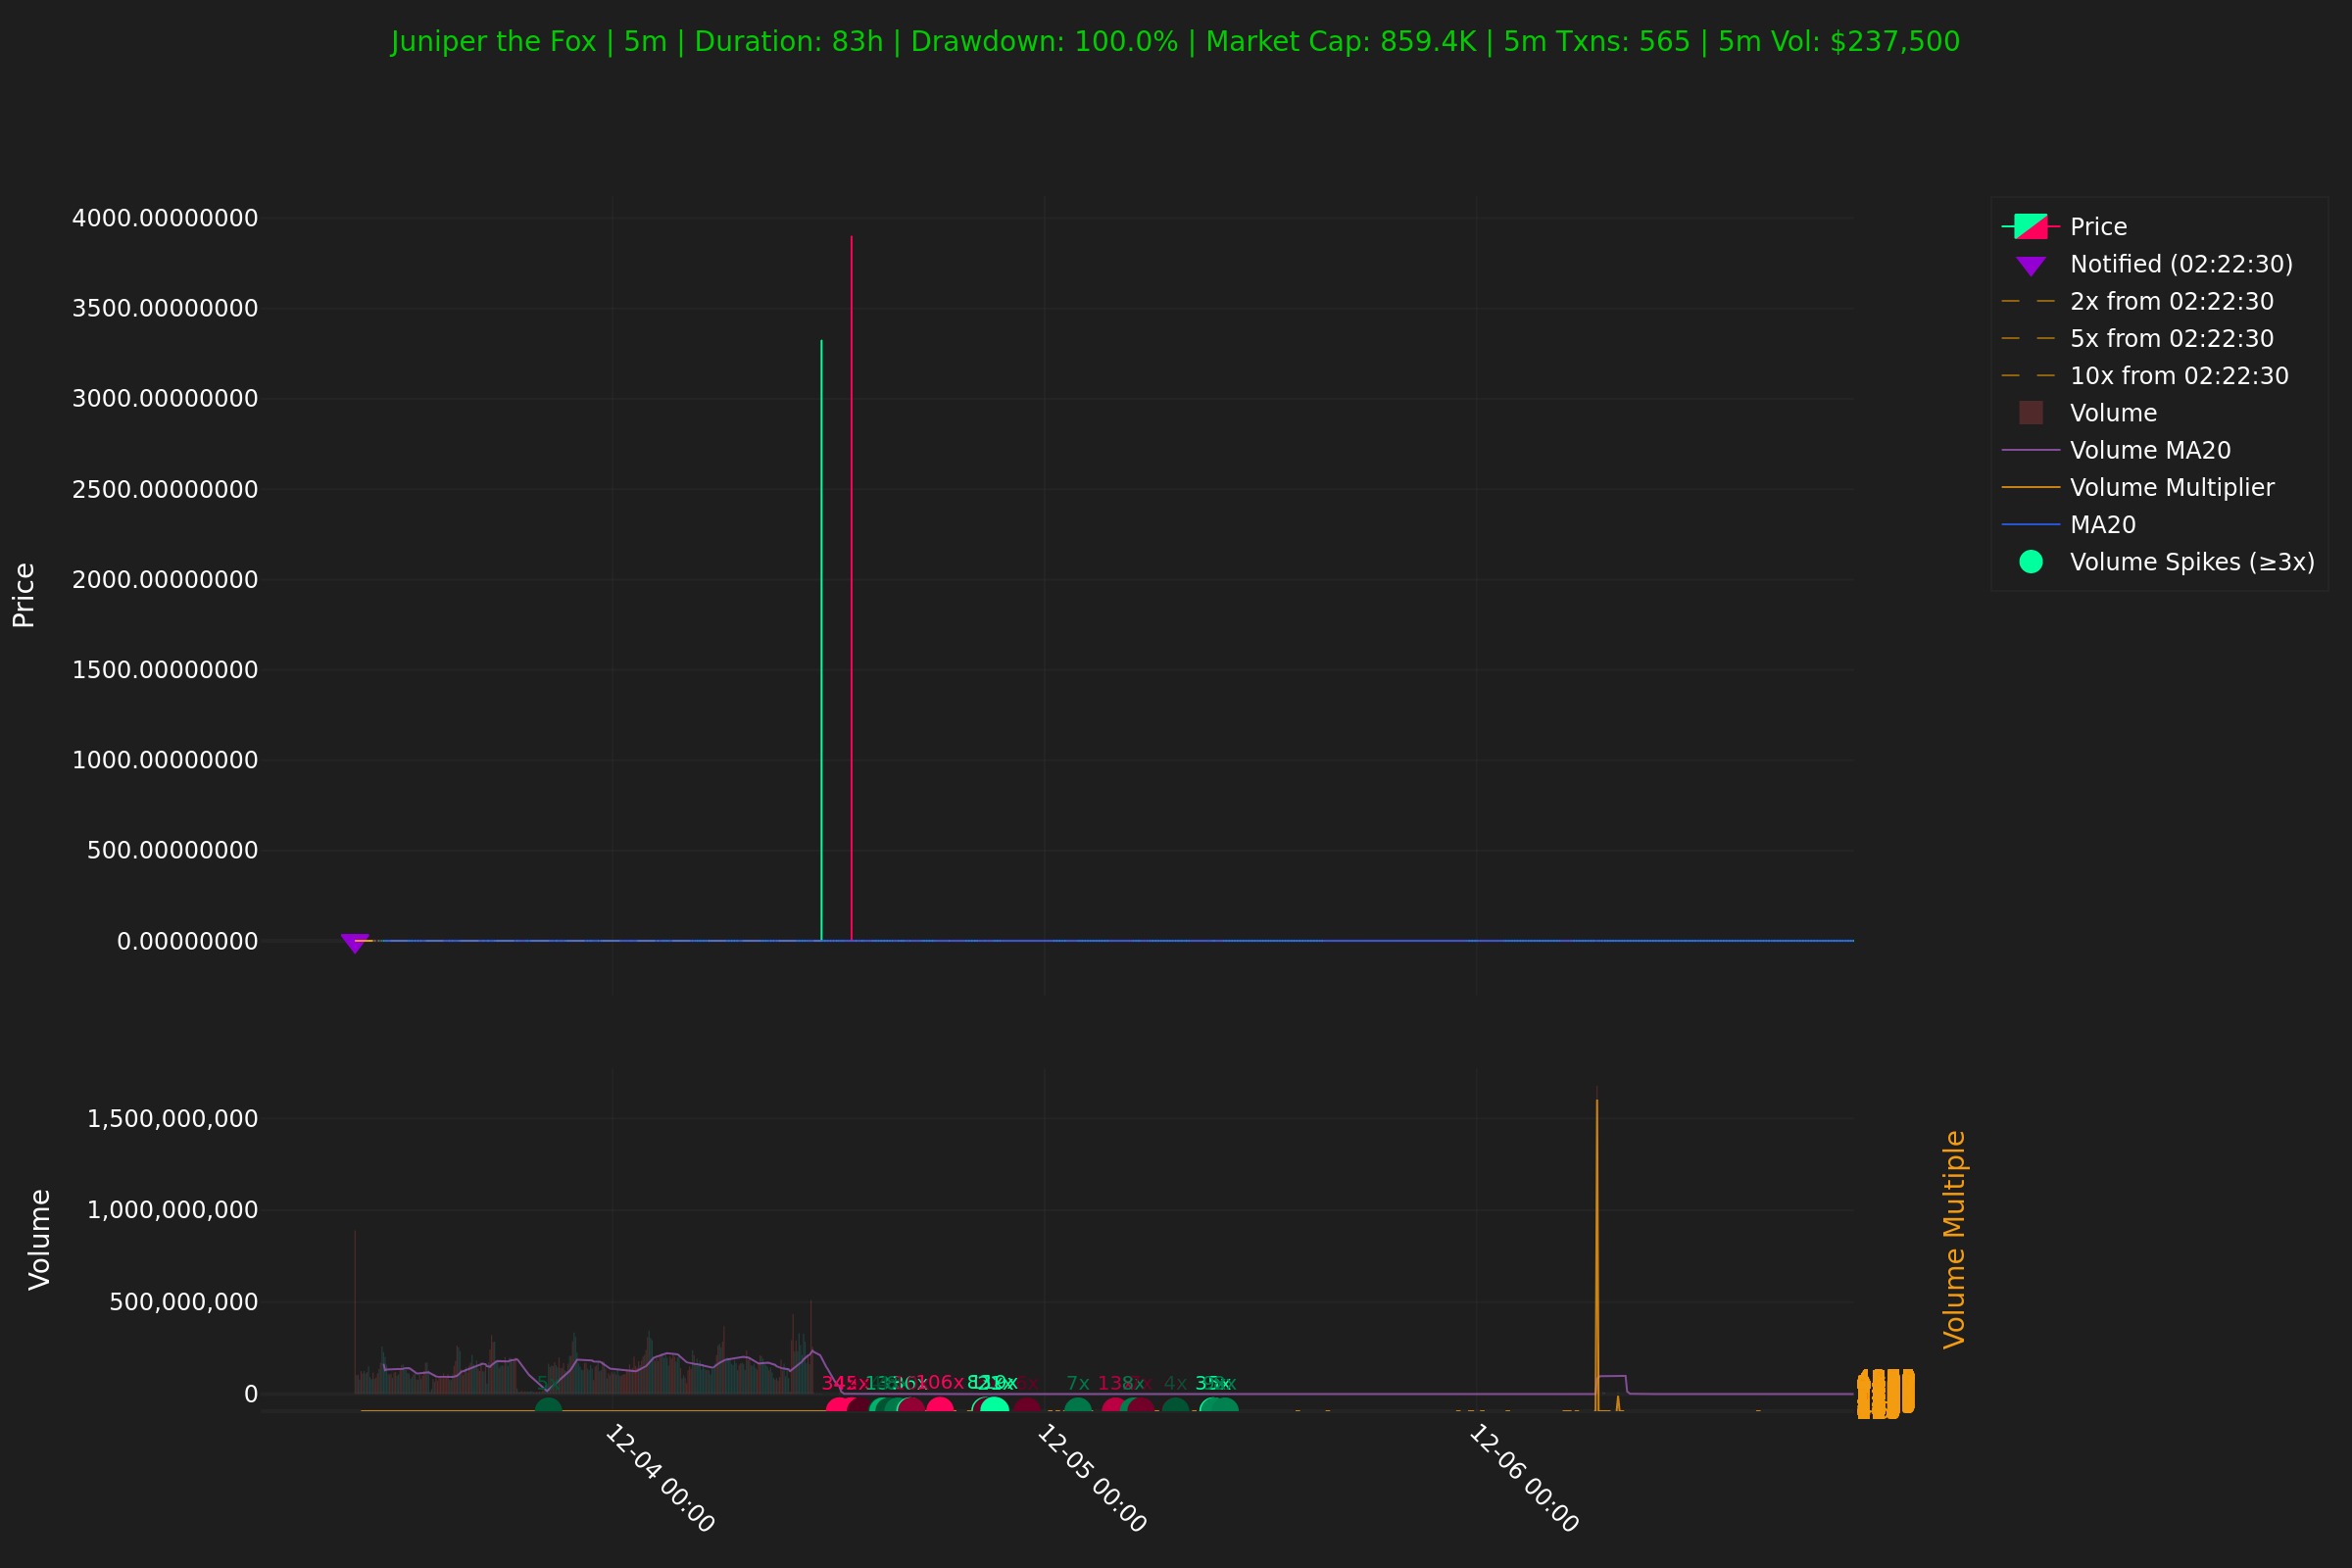 Juniper the Fox | 5m | Duration: 83h | Drawdown: 100.0% | Market Cap: 859.4K | 5m Txns: 565 | 5m Vol: $237,500
4000.00000000
3500.00000000
3000.00000000
2500.00000000
2000.00000000
1500.00000000
1000.00000000
500.00000000
0.00000000
Price
Price
Notified (02:22:30)
2x from 02:22:30
5x from 02:22:30
10x from 02:22:30
Volume
Volume MA20
Volume Multiplier
MA20
Volume Spikes (≥3x)
1,500,000,000
1,000,000,000
500,000,000
0
Volume
Volume Multiple
106x
7x
4x
35x
12-04 00:00
12-05 00:00
12-06 00:00